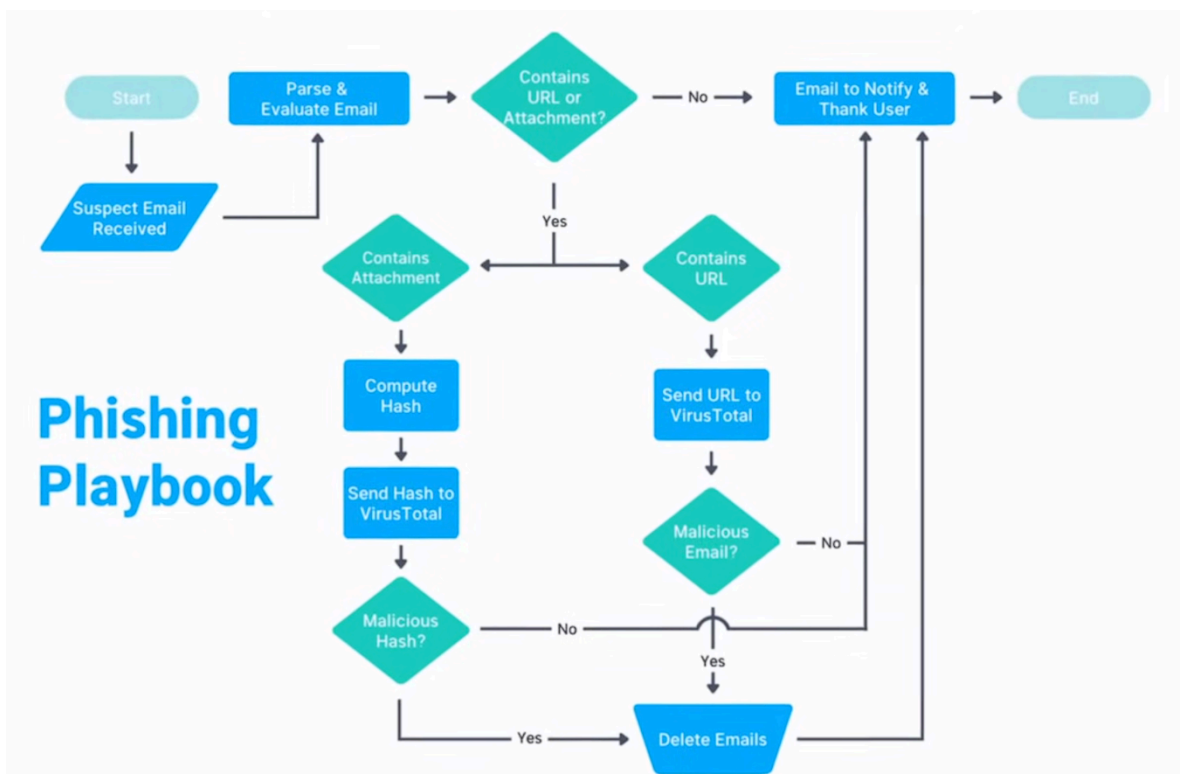 Start
Parse &
Evaluate Email
Contains
URL or
Attachment?
No
Email to Notify &
Thank User
End
Suspect Email
Received
Yes
Contains
Attachment
Contains
URL
Compute
Hash
Send URL to
VirusTotal
Phishing
Playbook
Send Hash to
VirusTotal
Malicious
Email?
No
Malicious
Hash?
No
Yes
Yes
Delete Emails